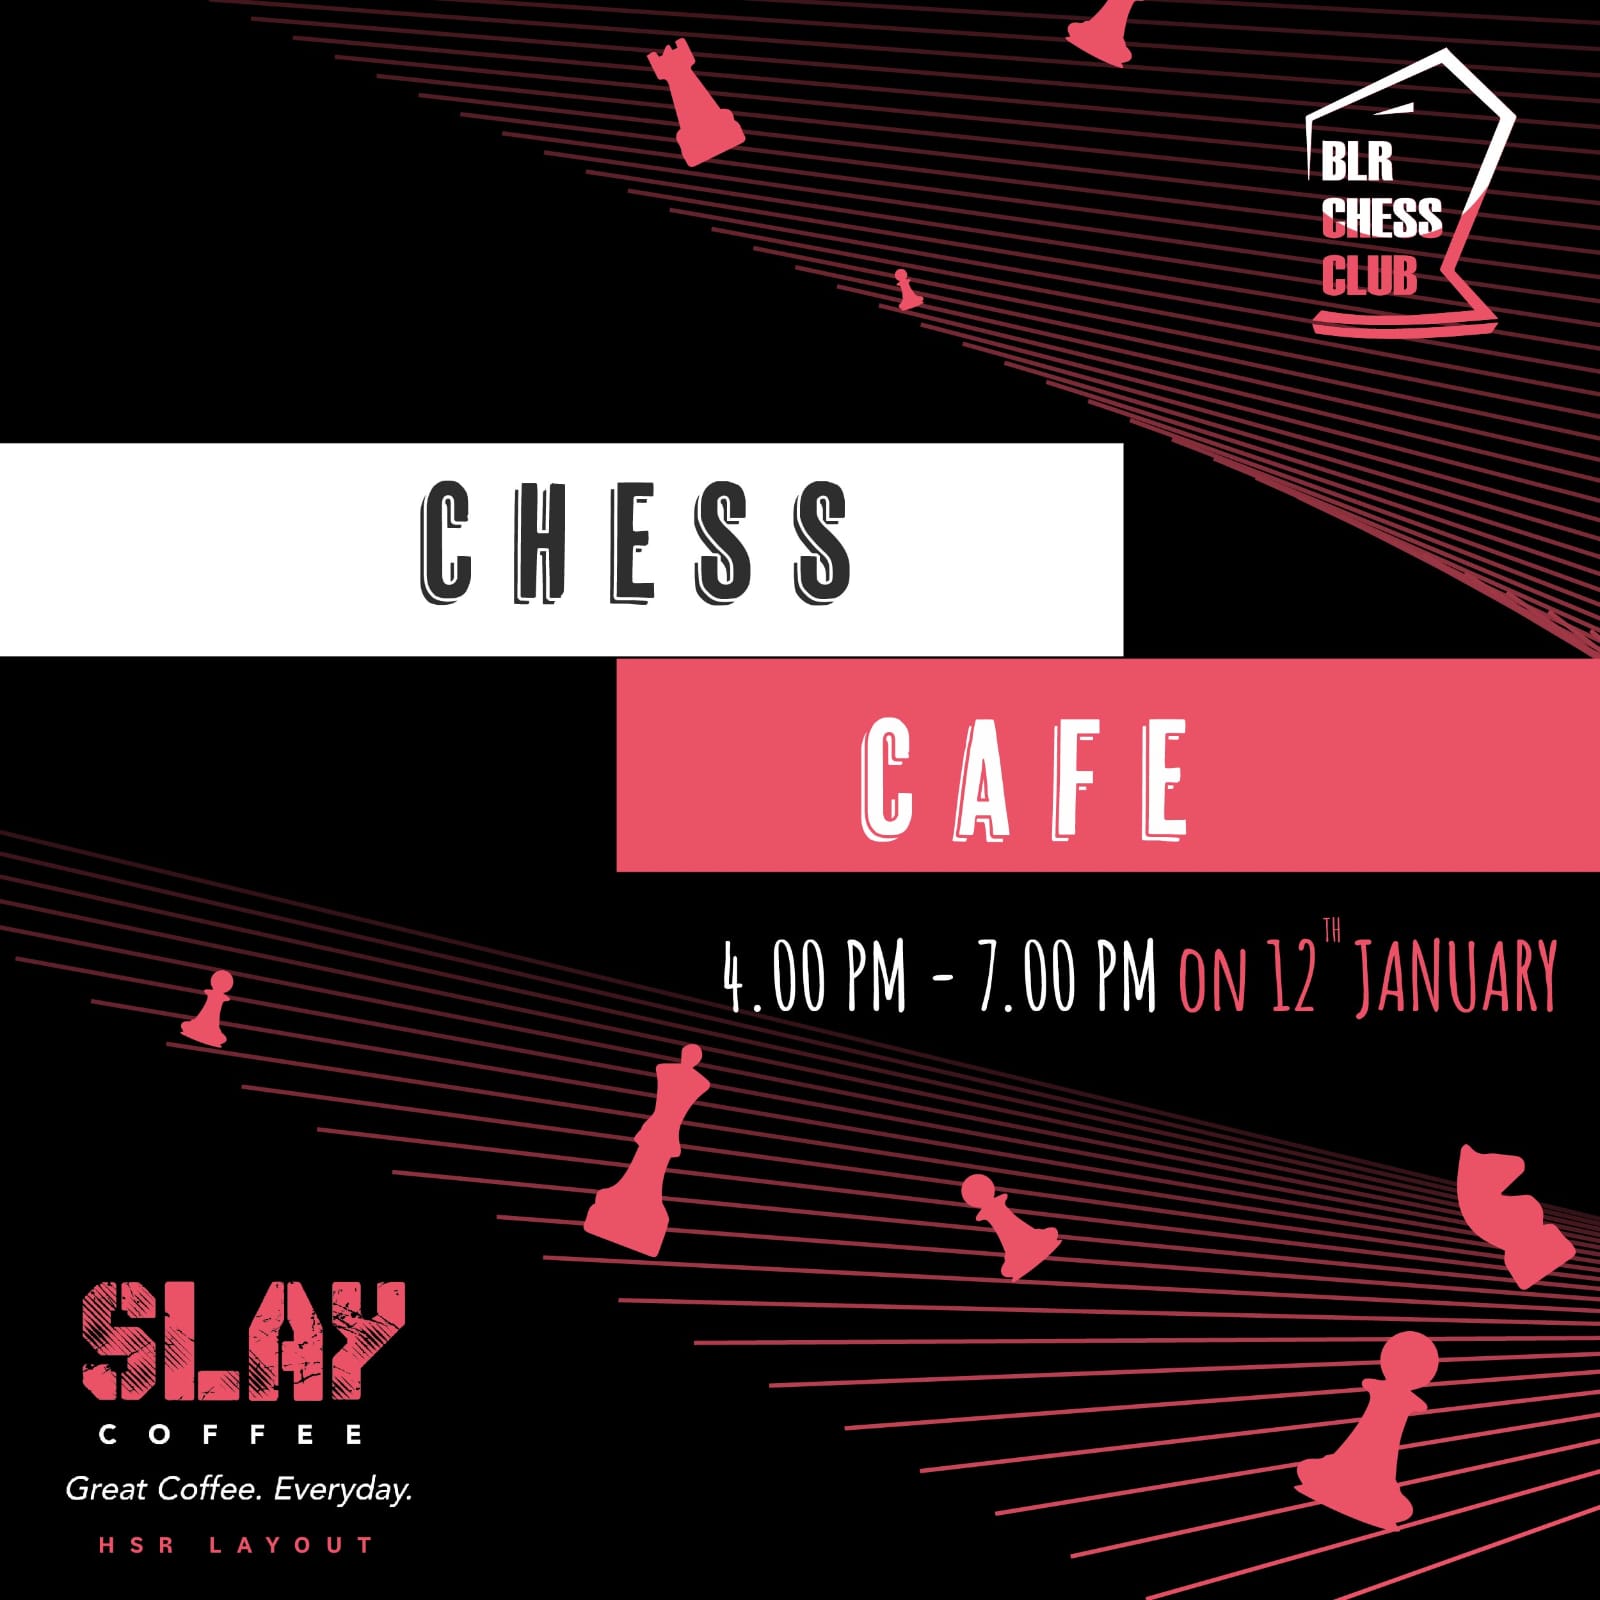 BLR
CHESS
CLUB
CHESS
CAFE
4.00 PM - 7.00 PM on 12TH JANUARY
SLAY
COFFEE
Great Coffee. Everyday.
HSR LAYOUT